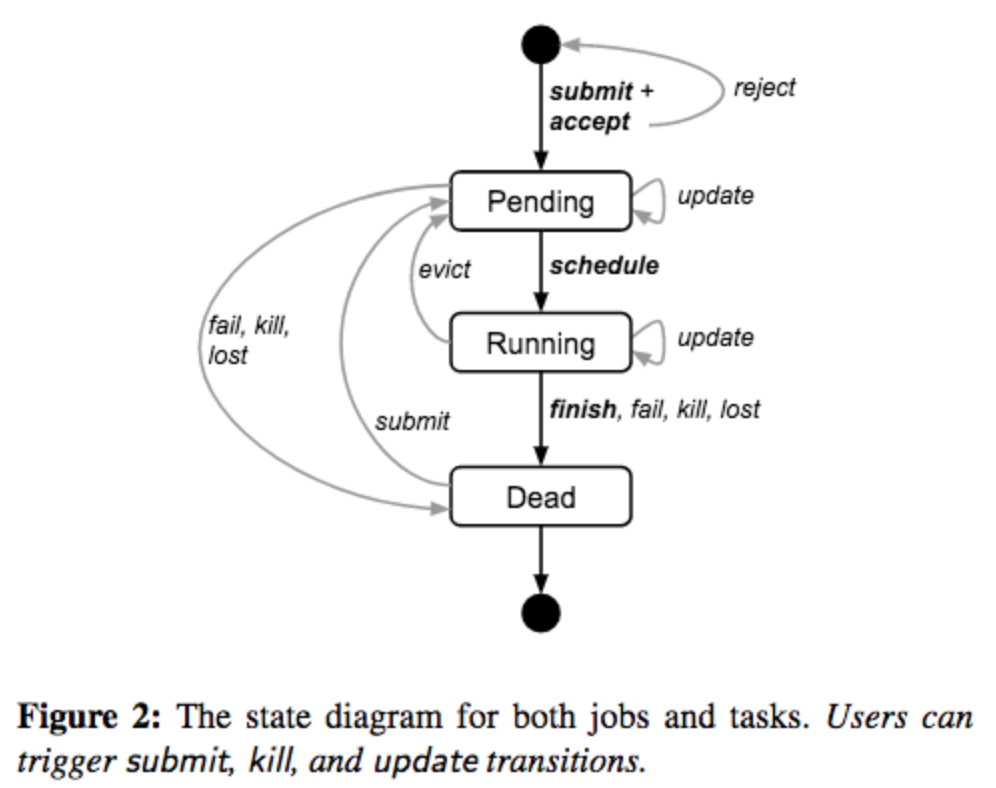 submit +
accept
reject
Pending
update
evict
schedule
fail, kill,
lost
Running
update
submit
finish, fail, kill, lost
Dead
Figure 2: The state diagram for both jobs and tasks. Users can
trigger submit, kill, and update transitions.